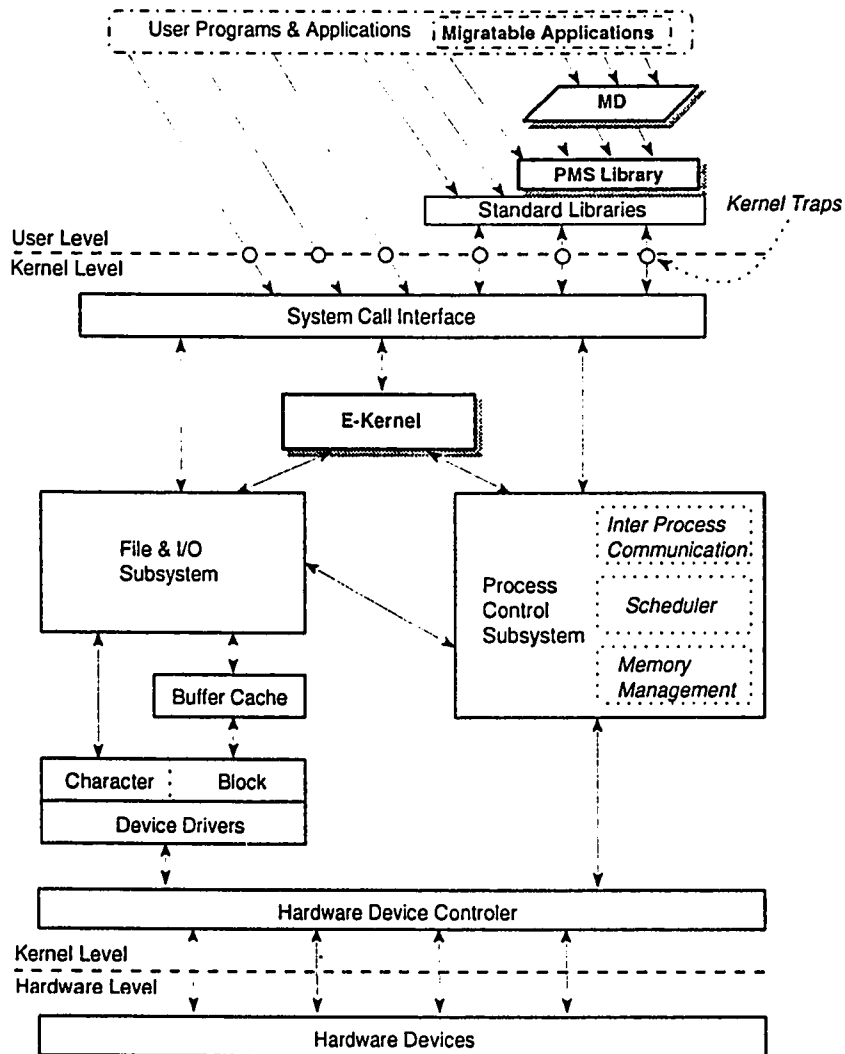 User Programs & Applications
Migratable Applications
MD
PMS Library
Standard Libraries
Kernel Traps
User Level
Kernel Level
System Call Interface
E-Kernel
File & I/O
Subsystem
Inter Process
Communication
Process
Control
Subsystem
Scheduler
Memory
Management
Buffer Cache
Character
Block
Device Drivers
Hardware Device Controler
Kernel Level
Hardware Level
Hardware Devices